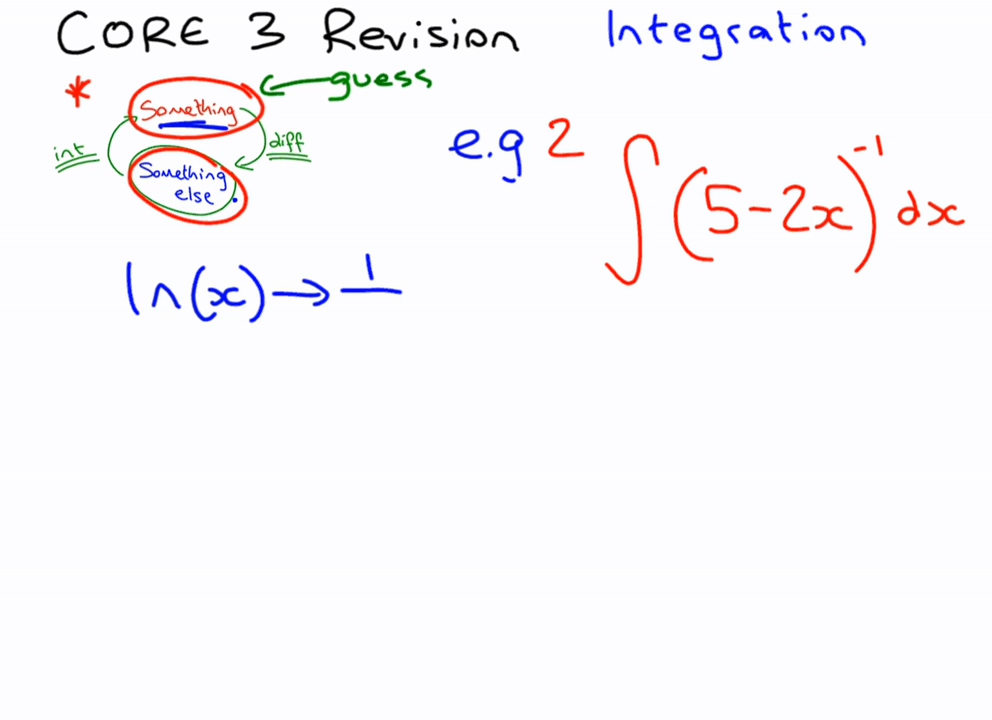 CORE 3 Revision Integration
* Something ← guess
int diff
Something
else.
e.g 2 ∫(5-2x)⁻¹ dx
ln(x) → 1